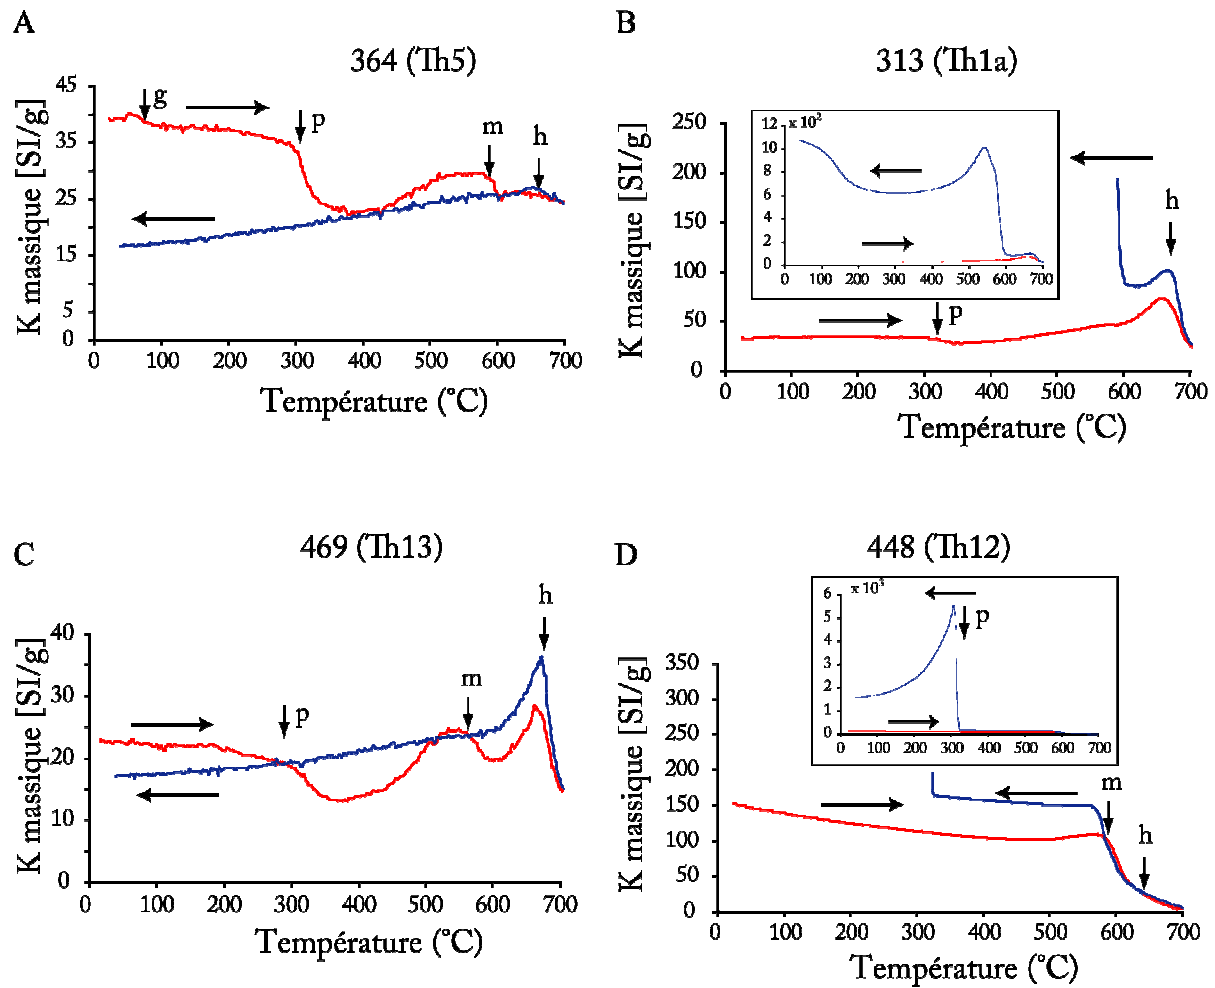 A
364 (Th5)
K massique [SI/g]
45
35
25
15
5
0
g
p
m
h
0 100 200 300 400 500 600 700
Température (°C)
B
313 (Th1a)
K massique [SI/g]
250
200
150
100
50
0
12 x 10²
10
8
6
4
2
0
0 100 200 300 400 500 600 700
p
h
0 100 200 300 400 500 600 700
Température (°C)
C
469 (Th13)
K massique [SI/g]
40
30
20
10
0
p
m
h
0 100 200 300 400 500 600 700
Température (°C)
D
448 (Th12)
K massique [SI/g]
350
300
250
200
150
100
50
0
6 x 10³
5
4
3
2
1
0
p
0 100 200 300 400 500 600 700
m
h
0 100 200 300 400 500 600 700
Température (°C)